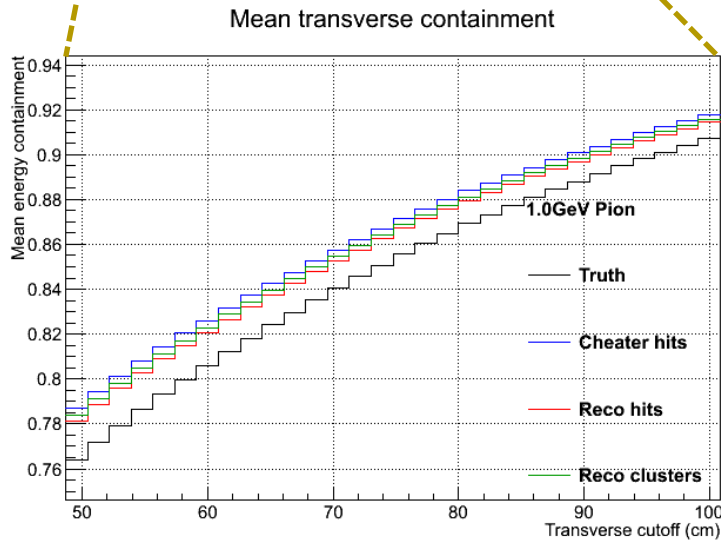 Mean transverse containment
Mean energy containment
0.94
0.92
0.9
0.88
0.86
0.84
0.82
0.8
0.78
0.76
1.0GeV Pion
Truth
Cheater hits
Reco hits
Reco clusters
50 60 70 80 90 100
Transverse cutoff (cm)